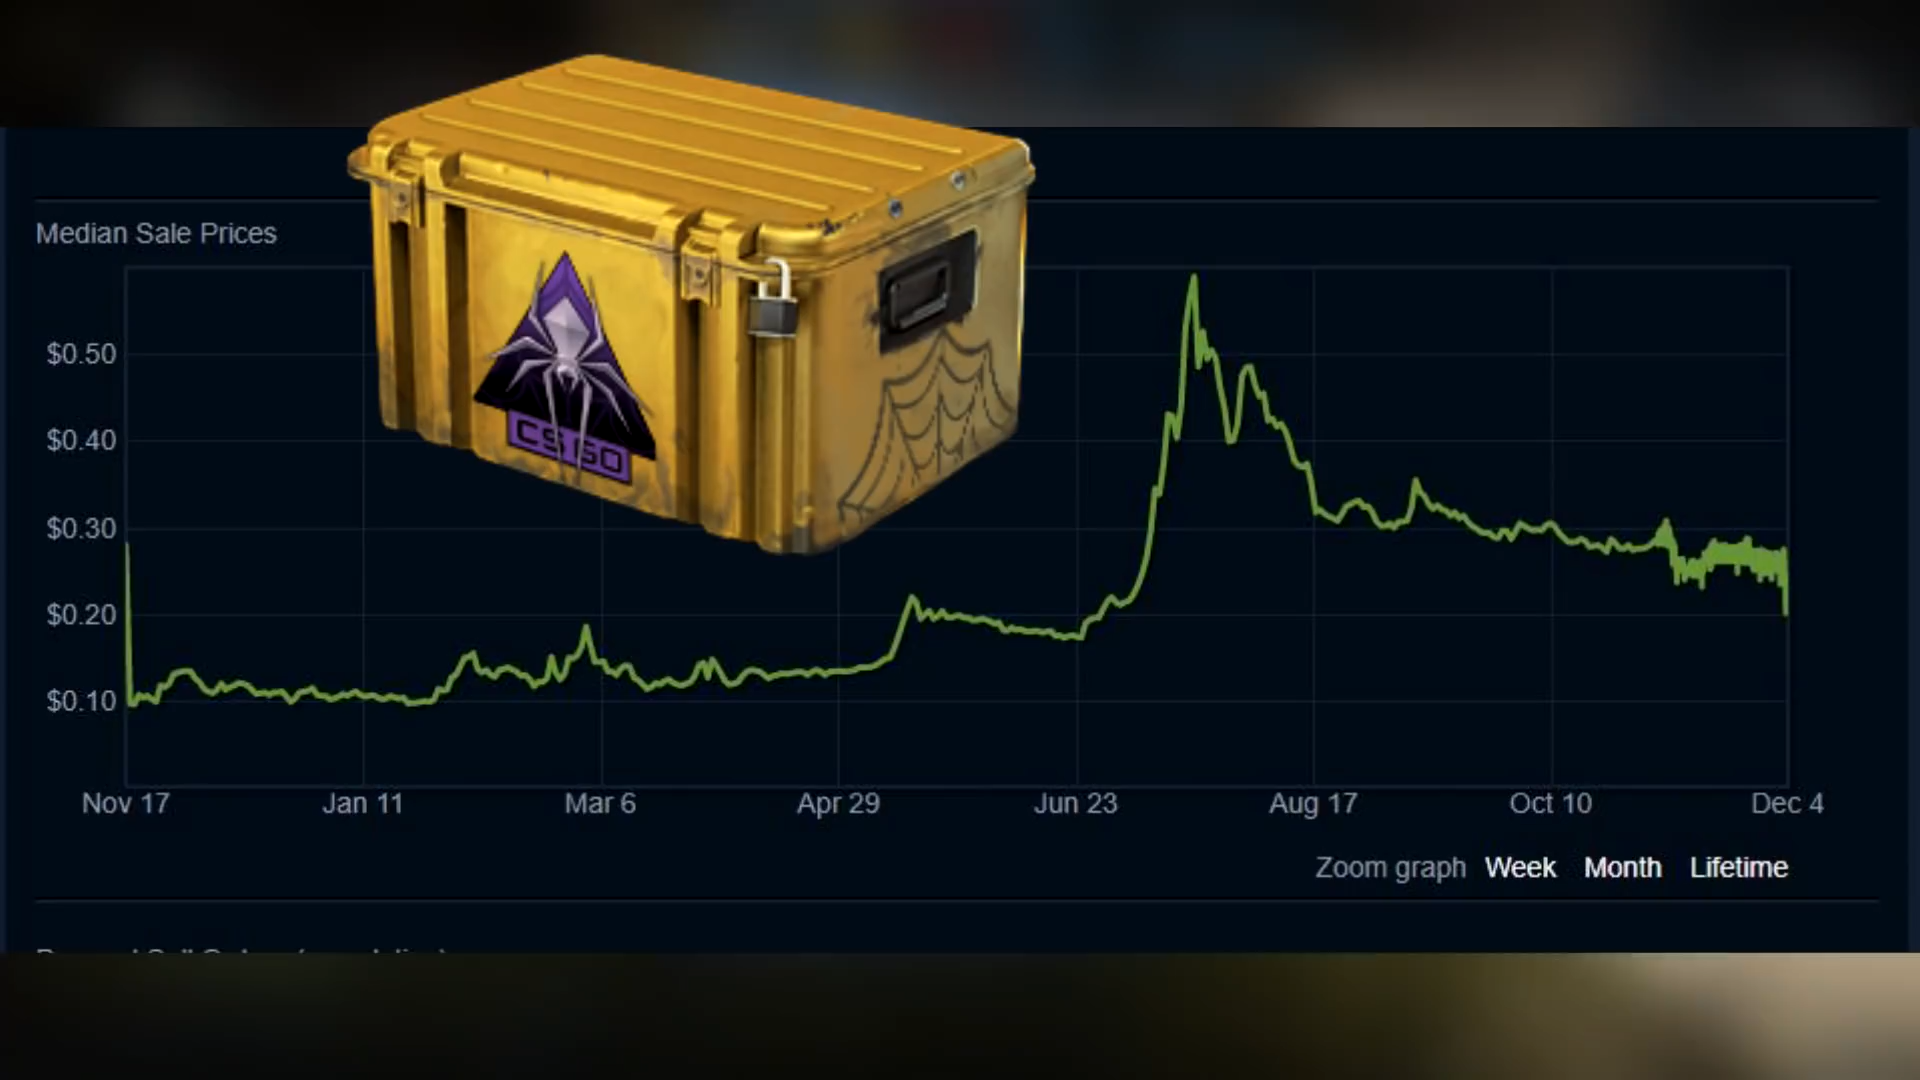 Median Sale Prices
CS GO
$0.50
$0.40
$0.30
$0.20
$0.10
Nov 17 Jan 11 Mar 6 Apr 29 Jun 23 Aug 17 Oct 10 Dec 4
Zoom graph Week Month Lifetime